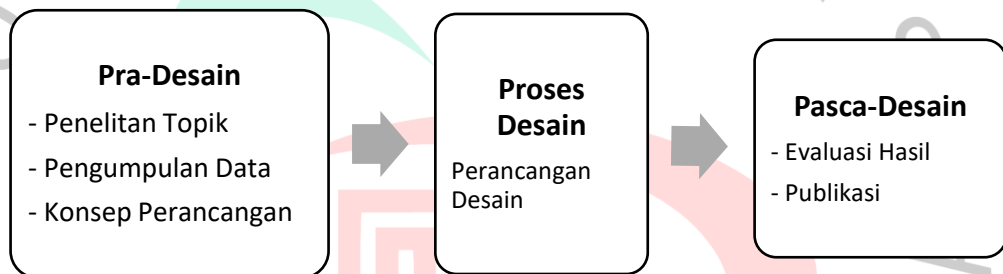 Pra-Desain
- Penelitan Topik
- Pengumpulan Data
- Konsep Perancangan
Proses
Desain
Perancangan
Desain
Pasca-Desain
- Evaluasi Hasil
- Publikasi